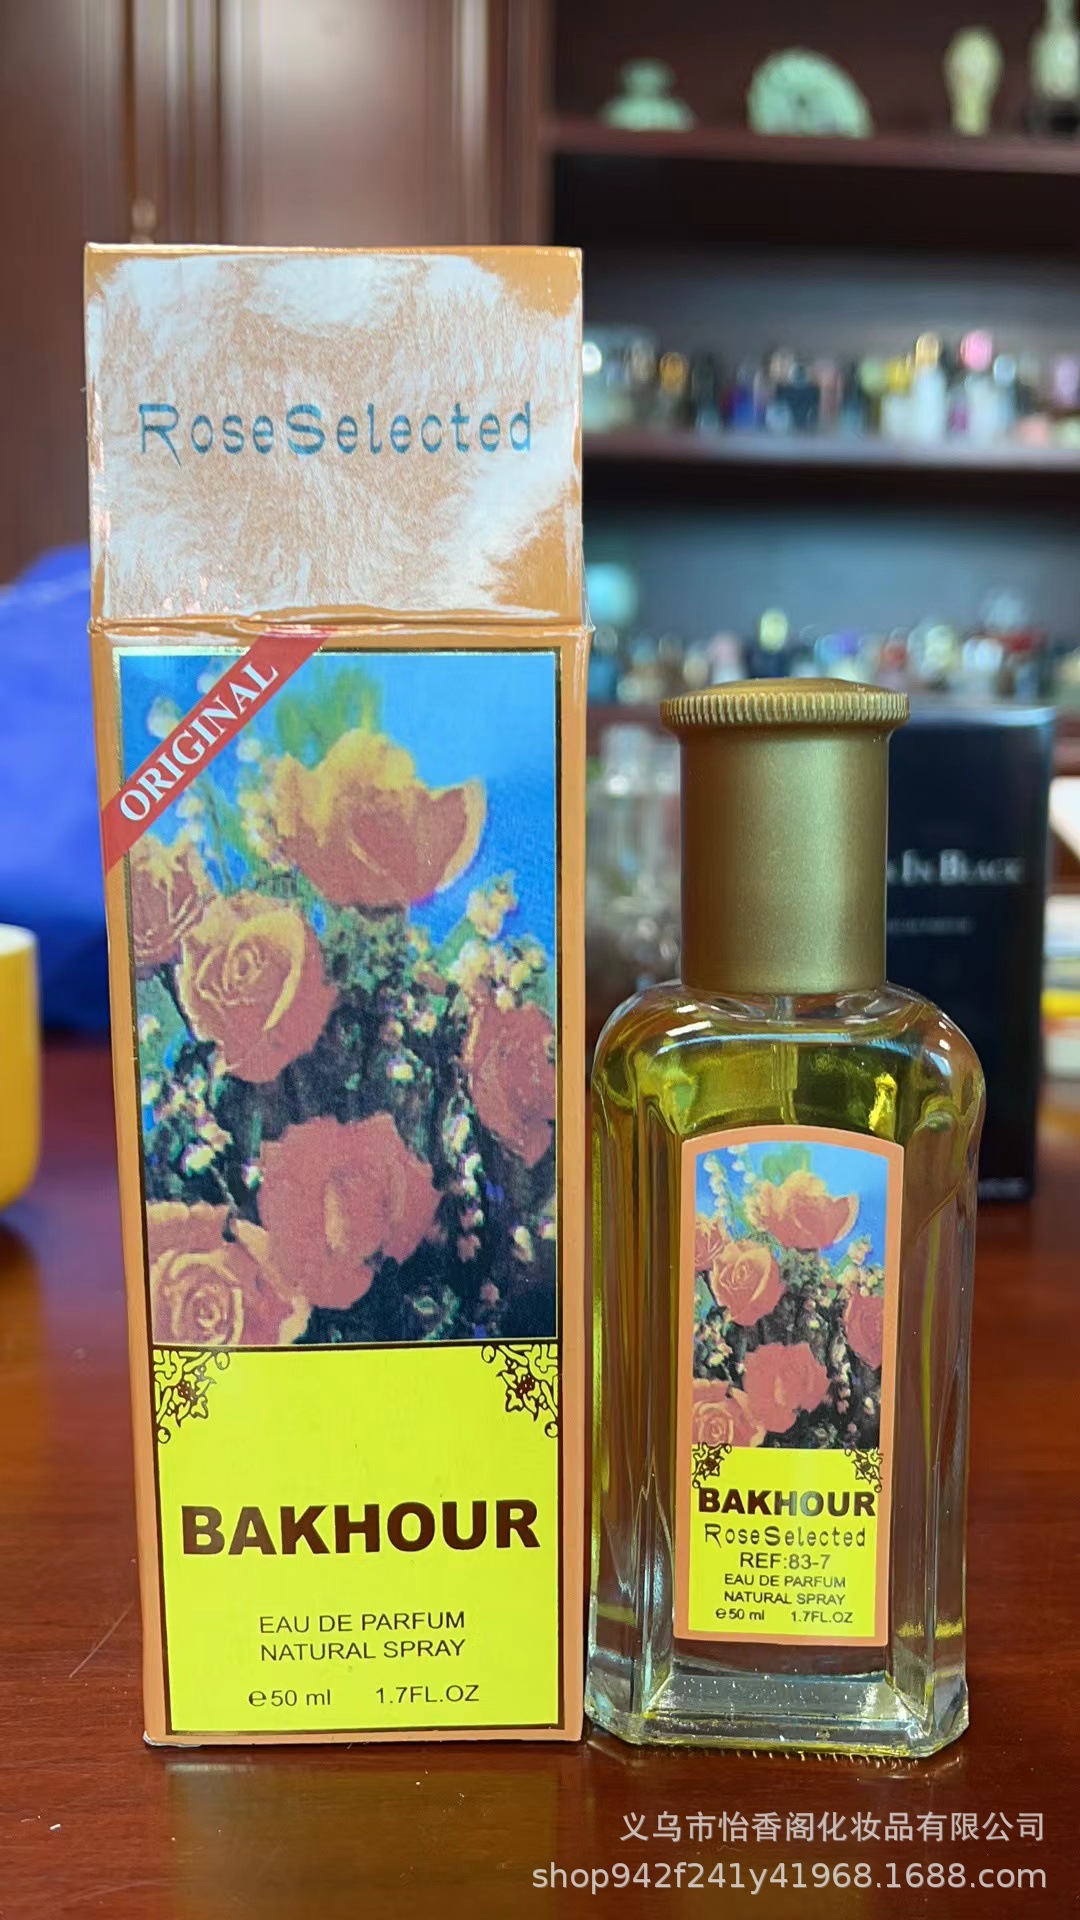 RoseSelected
ORIGINAL
BAKHOUR
EAU DE PARFUM
NATURAL SPRAY
℮50 ml 1.7FL.OZ
BAKHOUR
RoseSelected
REF:83-7
EAU DE PARFUM
NATURAL SPRAY
℮50 ml 1.7FL.OZ
IN BLACK
义乌市怡香阁化妆品有限公司
shop942f241y41968.1688.com